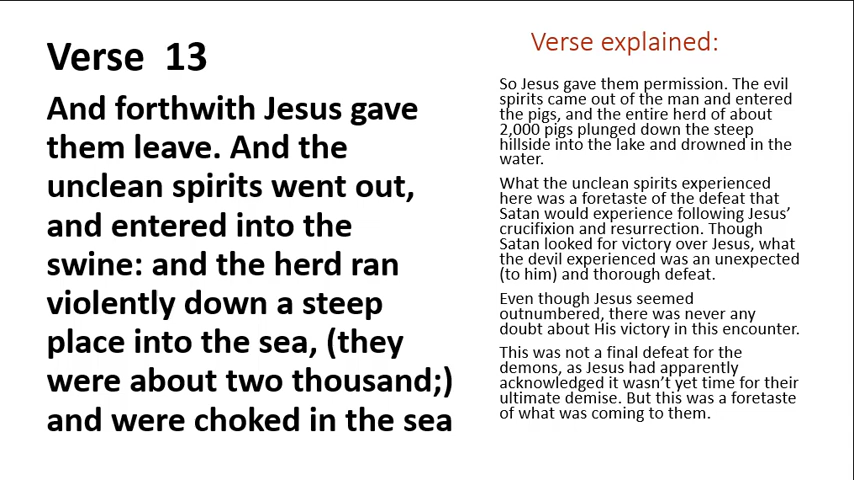 Verse 13
And forthwith Jesus gave
them leave. And the
unclean spirits went out,
and entered into the
swine: and the herd ran
violently down a steep
place into the sea, (they
were about two thousand;)
and were choked in the sea
Verse explained:
So Jesus gave them permission. The evil
spirits came out of the man and entered
the pigs, and the entire herd of about
2,000 pigs plunged down the steep
hillside into the lake and drowned in the
water.
What the unclean spirits experienced
here was a foretaste of the defeat that
Satan would experience following Jesus’
crucifixion and resurrection. Though
Satan looked for victory over Jesus, what
the devil experienced was an unexpected
(to him) and thorough defeat.
Even though Jesus seemed
outnumbered, there was never any
doubt about His victory in this encounter.
This was not a final defeat for the
demons, as Jesus had apparently
acknowledged it wasn’t yet time for their
ultimate demise. But this was a foretaste
of what was coming to them.